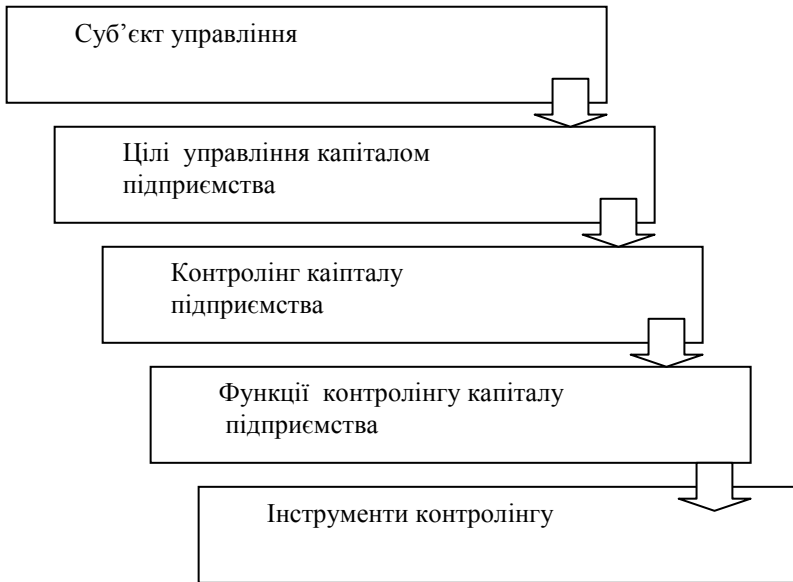 Суб’єкт управління
Цілі управління капіталом
підприємства
Контролінг каіпталу
підприємства
Функції контролінгу капіталу
підприємства
Інструменти контролінгу